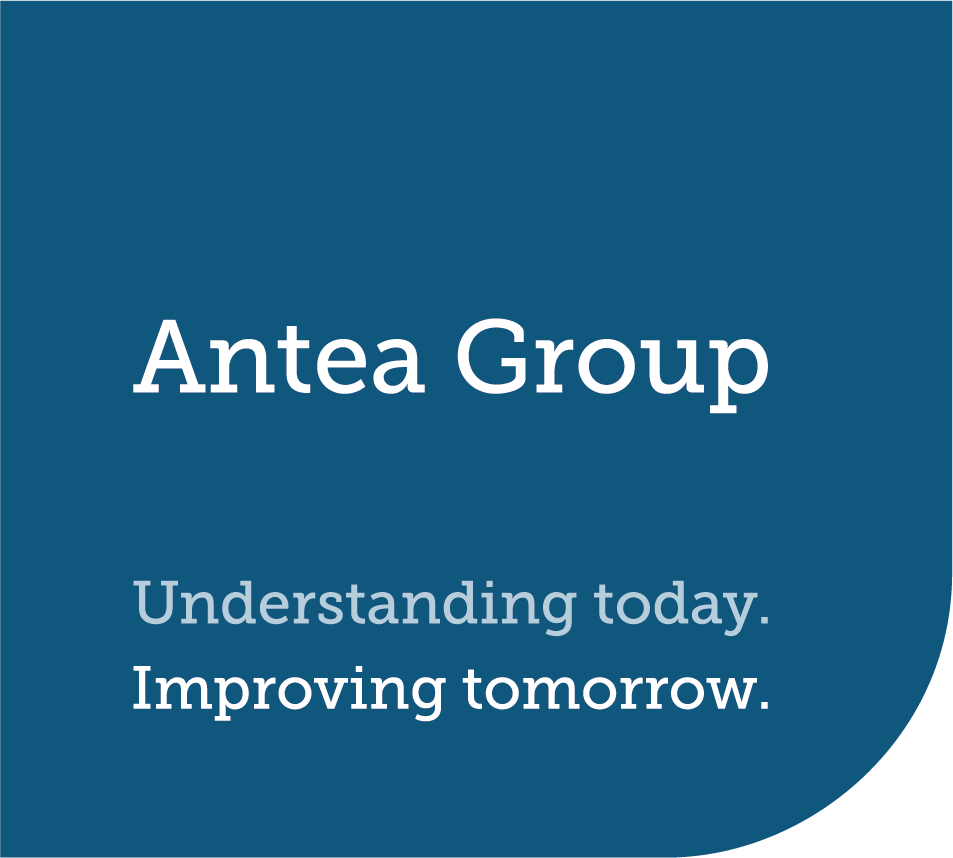 Antea Group
Understanding today.
Improving tomorrow.